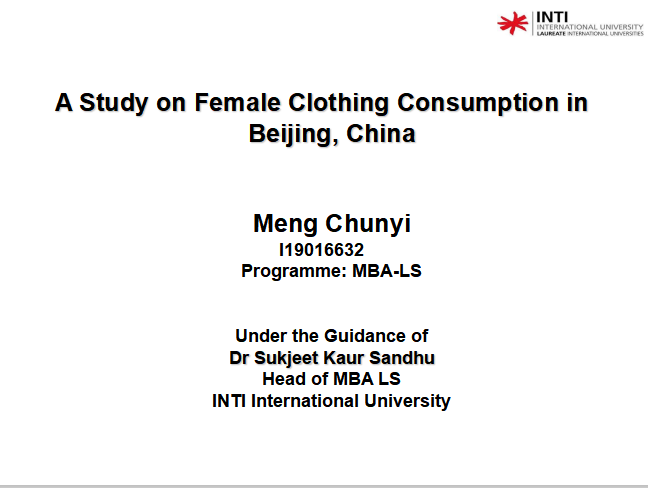 INTI
INTERNATIONAL UNIVERSITY
LAUREATE INTERNATIONAL UNIVERSITIES
A Study on Female Clothing Consumption in
Beijing, China
Meng Chunyi
I19016632
Programme: MBA-LS
Under the Guidance of
Dr Sukjeet Kaur Sandhu
Head of MBA LS
INTI International University